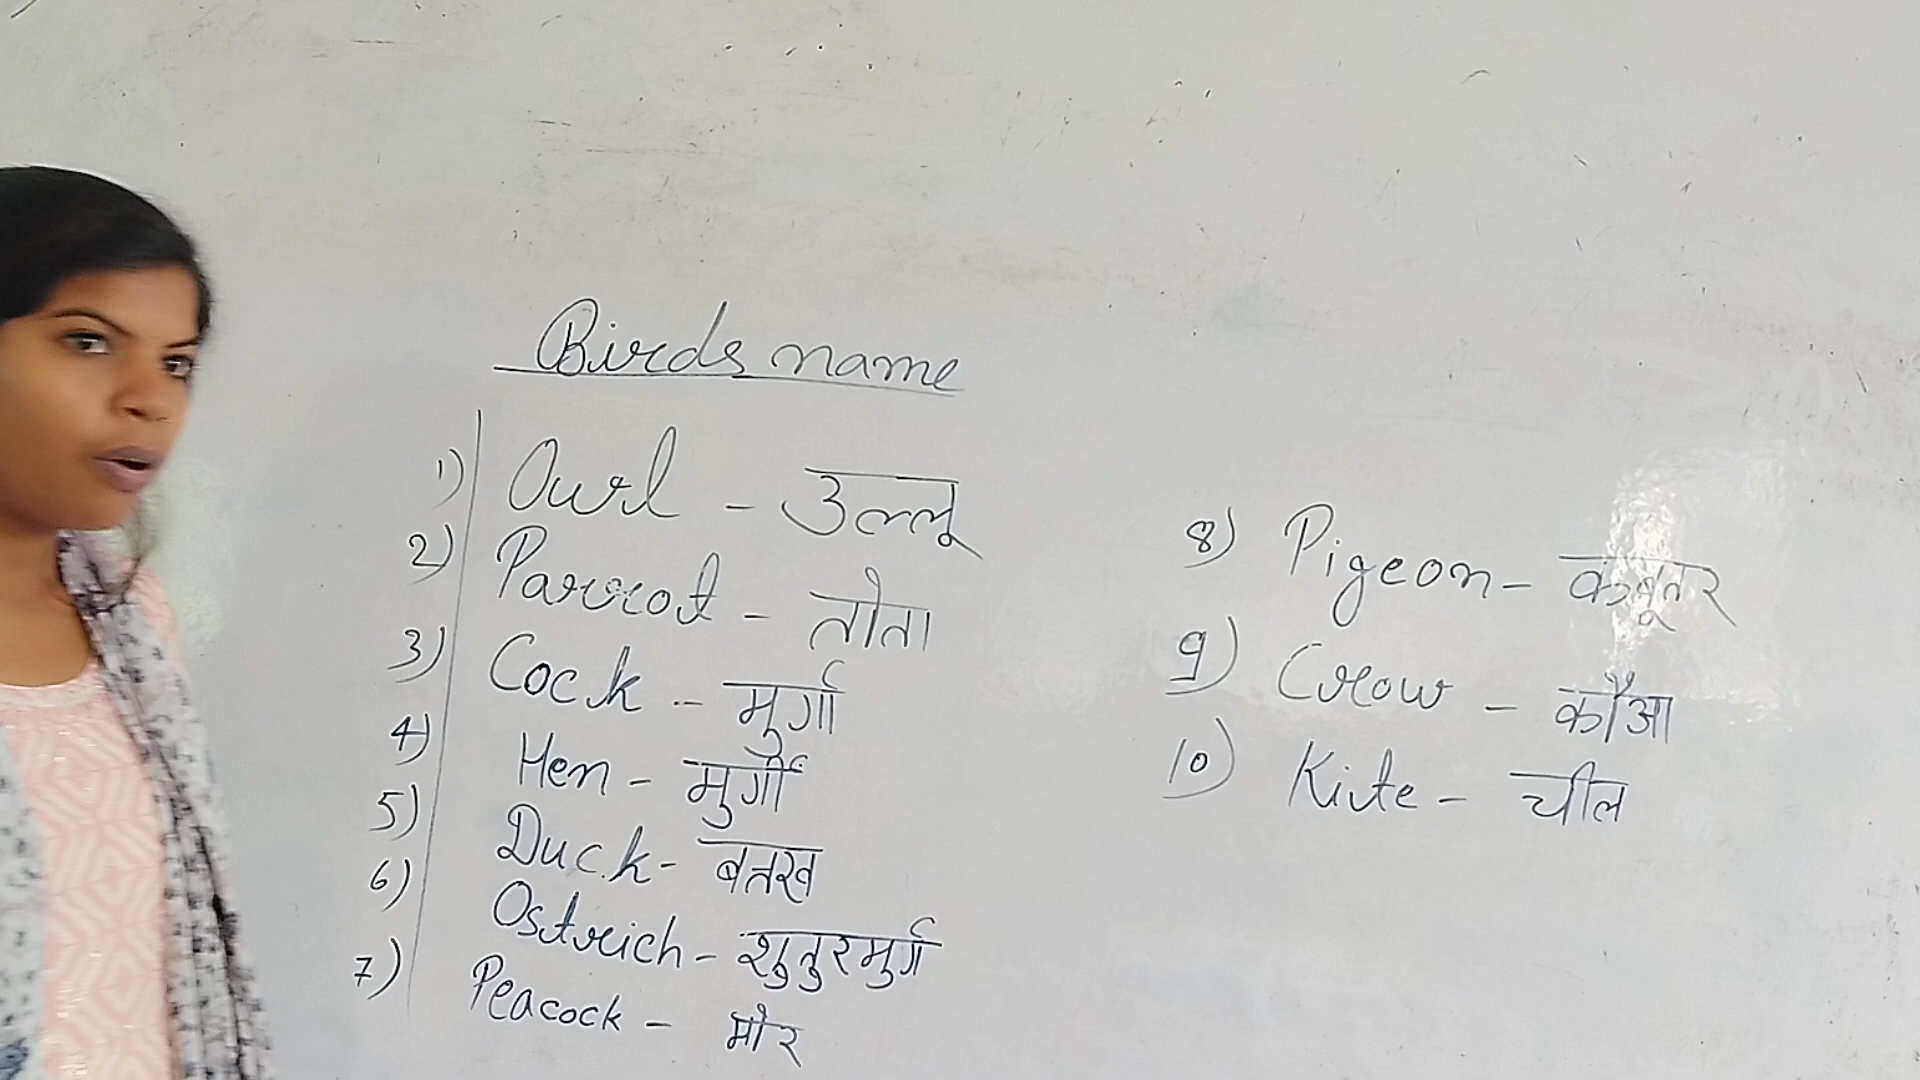 Birds name
1) Owl - उल्लू
2) Parrot - तोता
3) Cock - मुर्गा
4) Hen - मुर्गी
5) Duck - बतख
6) Ostrich - शुतुरमुर्ग
7) Peacock - मोर
8) Pigeon - कबूतर
9) Crow - कौआ
10) Kite - चील